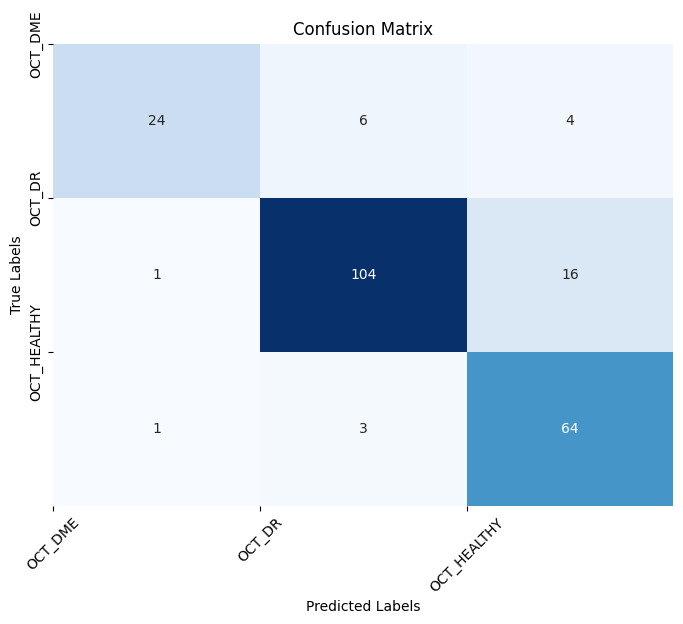 Confusion Matrix
OCT_DME
24 6 4
OCT_DR
1 104 16
True Labels
OCT_HEALTHY
1 3 64
OCT_DME OCT_DR OCT_HEALTHY
Predicted Labels